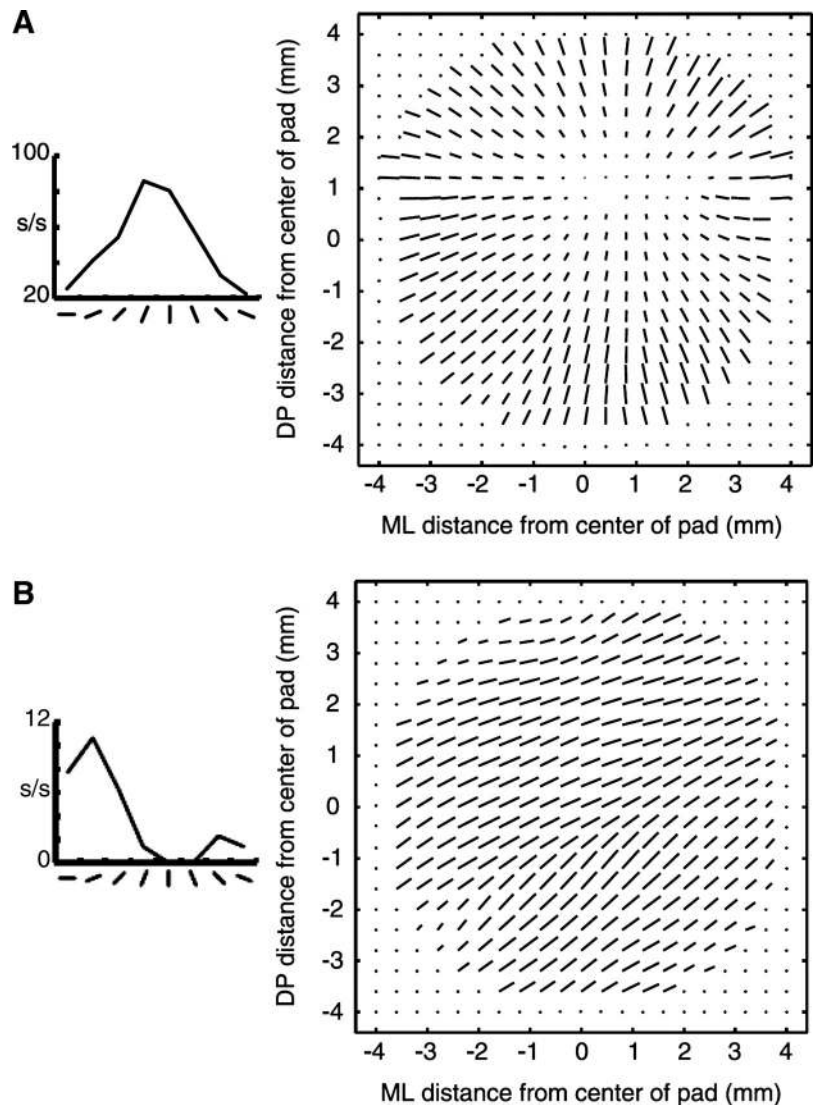 A
100
s/s
20
DP distance from center of pad (mm)
4
3
2
1
0
-1
-2
-3
-4
-4 -3 -2 -1 0 1 2 3 4
ML distance from center of pad (mm)
B
12
s/s
0
DP distance from center of pad (mm)
4
3
2
1
0
-1
-2
-3
-4
-4 -3 -2 -1 0 1 2 3 4
ML distance from center of pad (mm)